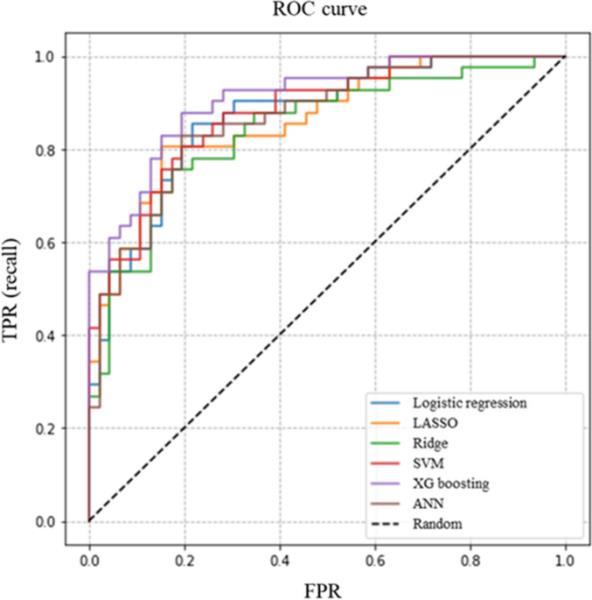 ROC curve
TPR (recall)
1.0
0.8
0.6
0.4
0.2
0.0
Logistic regression
LASSO
Ridge
SVM
XG boosting
ANN
Random
0.0 0.2 0.4 0.6 0.8 1.0
FPR